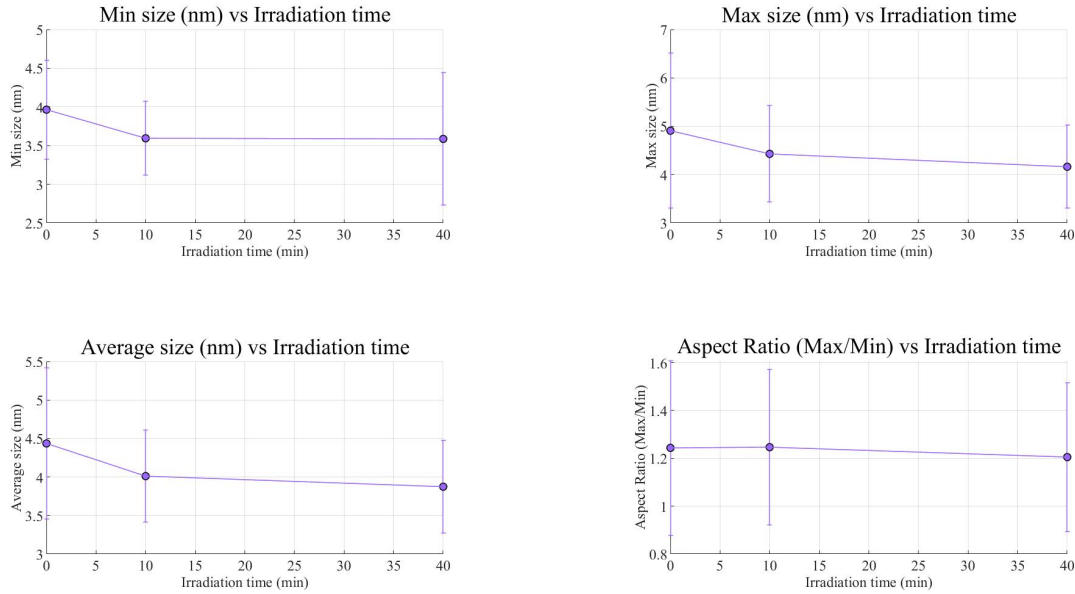 Min size (nm) vs Irradiation time
5
4.5
4
3.5
3
2.5
Min size (nm)
0 5 10 15 20 25 30 35 40
Irradiation time (min)
Max size (nm) vs Irradiation time
7
6
5
4
3
Max size (nm)
0 5 10 15 20 25 30 35 40
Irradiation time (min)
Average size (nm) vs Irradiation time
5.5
5
4.5
4
3.5
3
Average size (nm)
0 5 10 15 20 25 30 35 40
Irradiation time (min)
Aspect Ratio (Max/Min) vs Irradiation time
1.6
1.4
1.2
1
0.8
Aspect Ratio (Max/Min)
0 5 10 15 20 25 30 35 40
Irradiation time (min)